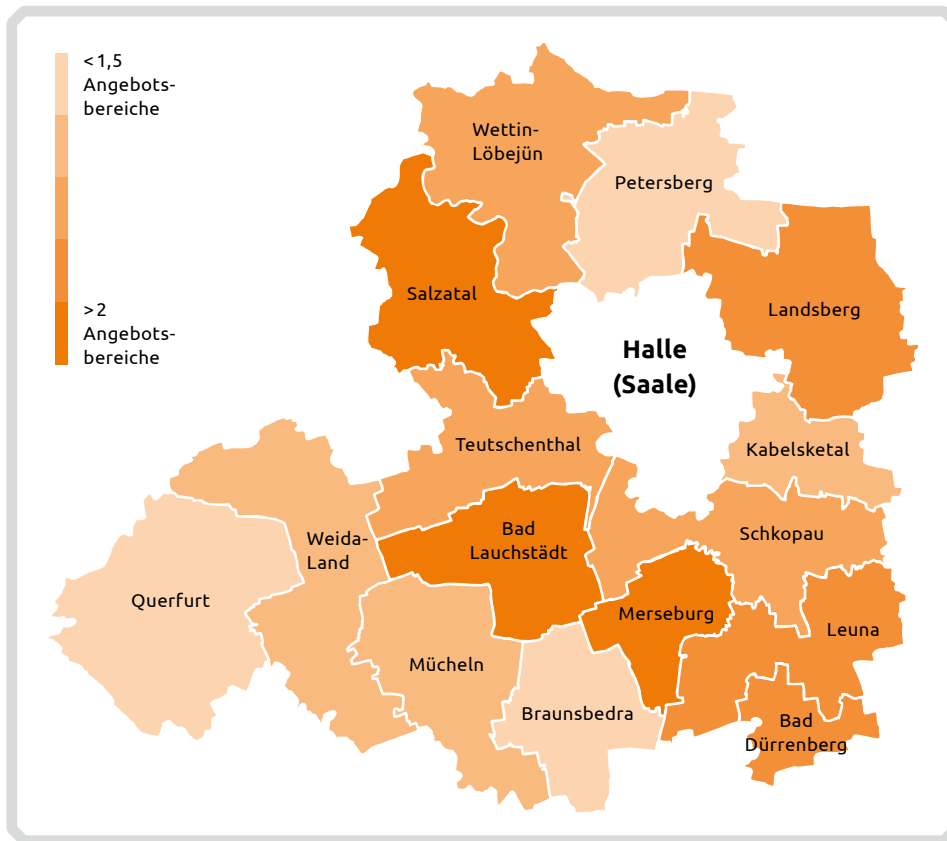 < 1,5
Angebots-
bereiche
> 2
Angebots-
bereiche
Wettin-
Löbejün
Petersberg
Salzatal
Landsberg
Halle
(Saale)
Teutschenthal
Kabelsketal
Bad
Lauchstädt
Weida-
Land
Schkopau
Querfurt
Merseburg
Leuna
Mücheln
Braunsbedra
Bad
Dürrenberg